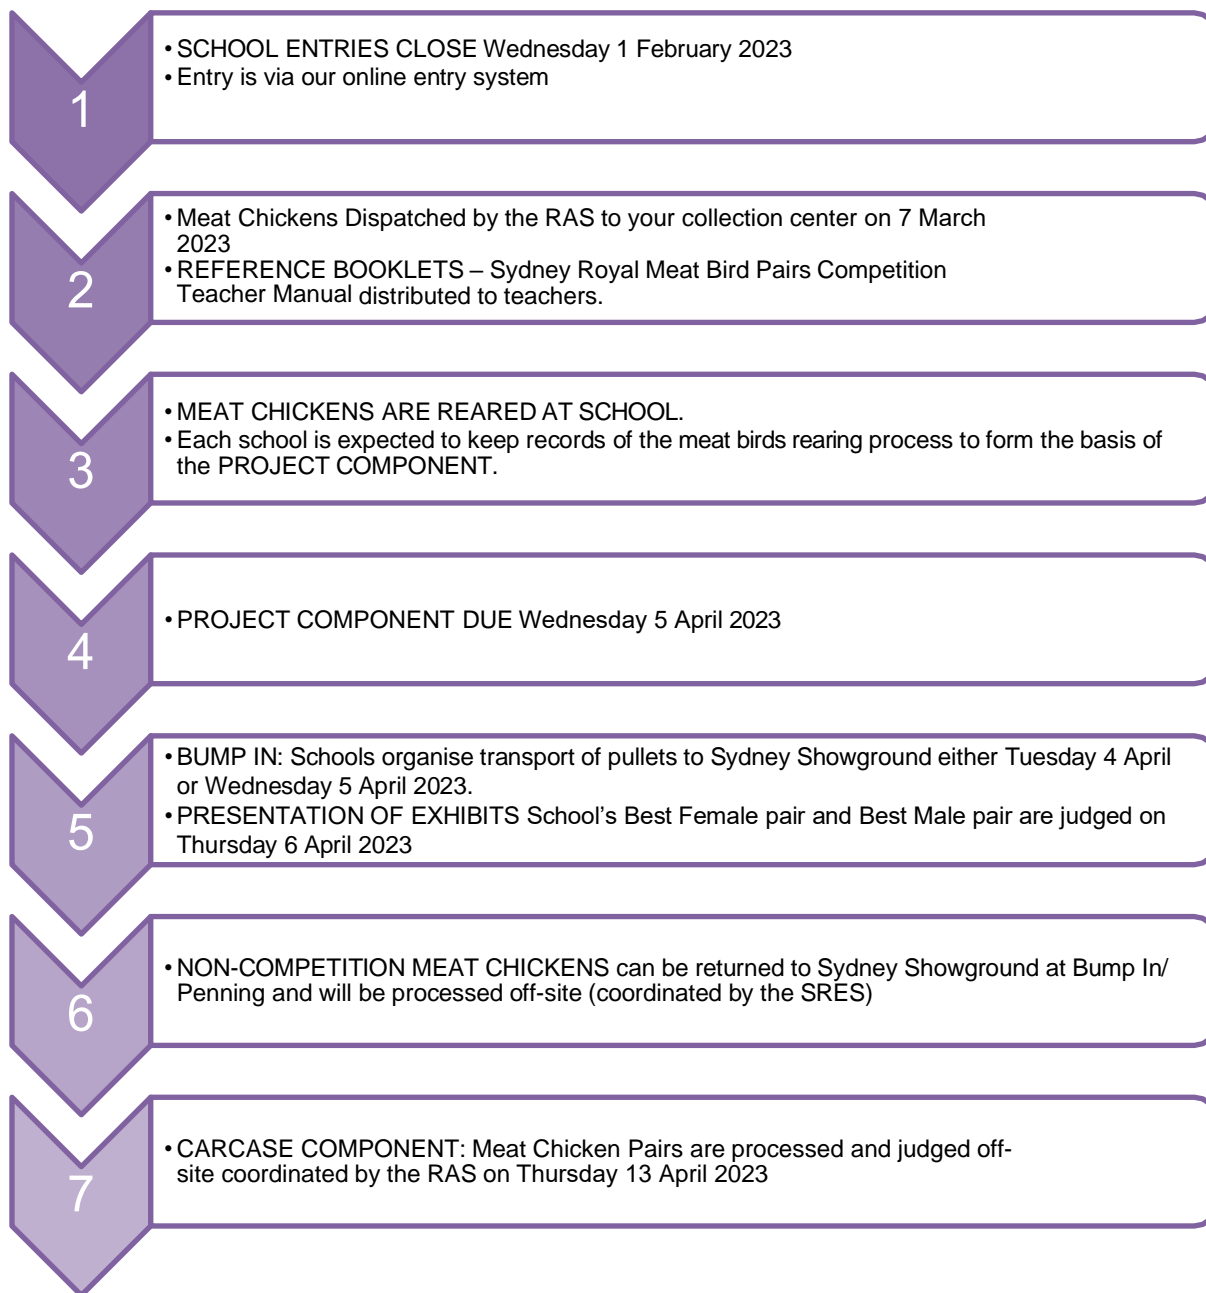 1
• SCHOOL ENTRIES CLOSE Wednesday 1 February 2023
• Entry is via our online entry system
2
• Meat Chickens Dispatched by the RAS to your collection center on 7 March
2023
• REFERENCE BOOKLETS – Sydney Royal Meat Bird Pairs Competition
Teacher Manual distributed to teachers.
3
• MEAT CHICKENS ARE REARED AT SCHOOL.
• Each school is expected to keep records of the meat birds rearing process to form the basis of
the PROJECT COMPONENT.
4
• PROJECT COMPONENT DUE Wednesday 5 April 2023
5
• BUMP IN: Schools organise transport of pullets to Sydney Showground either Tuesday 4 April
or Wednesday 5 April 2023.
• PRESENTATION OF EXHIBITS School’s Best Female pair and Best Male pair are judged on
Thursday 6 April 2023
6
• NON-COMPETITION MEAT CHICKENS can be returned to Sydney Showground at Bump In/
Penning and will be processed off-site (coordinated by the SRES)
7
• CARCASE COMPONENT: Meat Chicken Pairs are processed and judged off-
site coordinated by the RAS on Thursday 13 April 2023